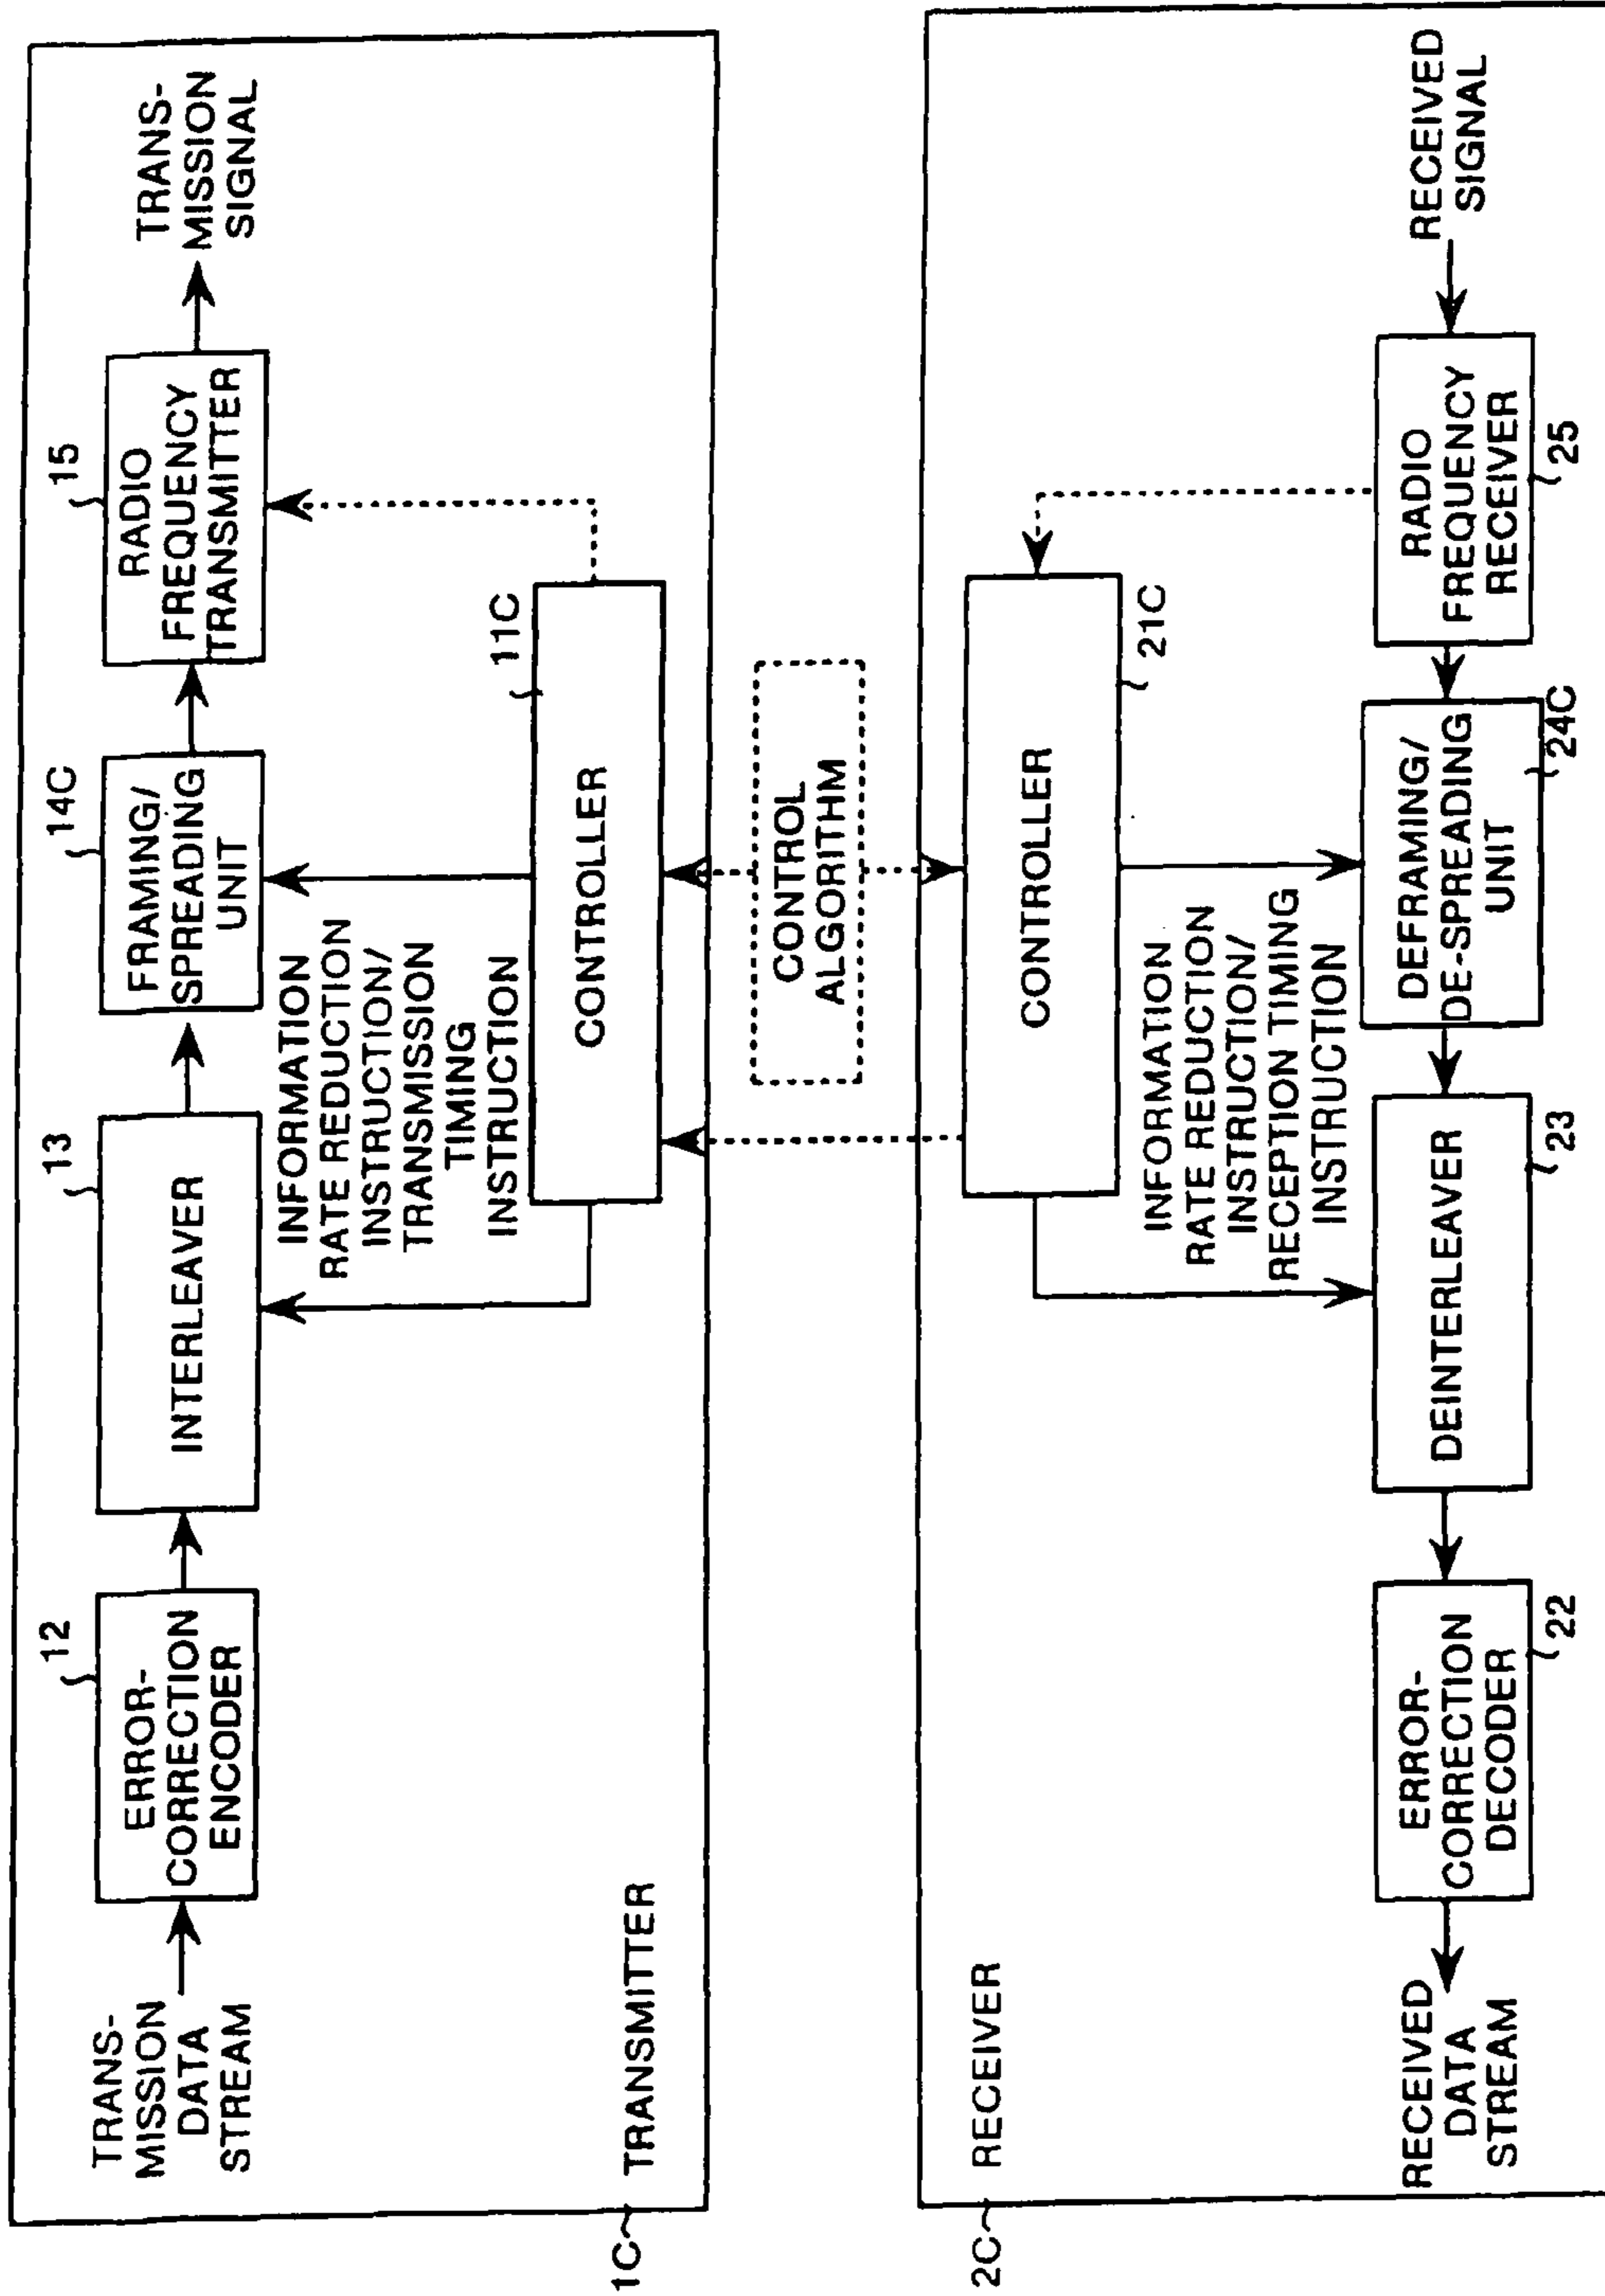 TRANS-
MISSION
DATA
STREAM
12
ERROR-
CORRECTION
ENCODER
13
INTERLEAVER
14C
FRAMING/
SPREADING
UNIT
15
RADIO
FREQUENCY
TRANSMITTER
TRANS-
MISSION
SIGNAL
INFORMATION
RATE REDUCTION
INSTRUCTION/
TRANSMISSION
TIMING
INSTRUCTION
11C
CONTROLLER
1C
TRANSMITTER
CONTROL
ALGORITHM
2C
RECEIVER
CONTROLLER
21C
INFORMATION
RATE REDUCTION
INSTRUCTION/
RECEPTION TIMING
INSTRUCTION
RECEIVED
DATA
STREAM
ERROR-
CORRECTION
DECODER
22
DEINTERLEAVER
23
DEFRAMING/
DE-SPREADING
UNIT
24C
RADIO
FREQUENCY
RECEIVER
25
RECEIVED
SIGNAL